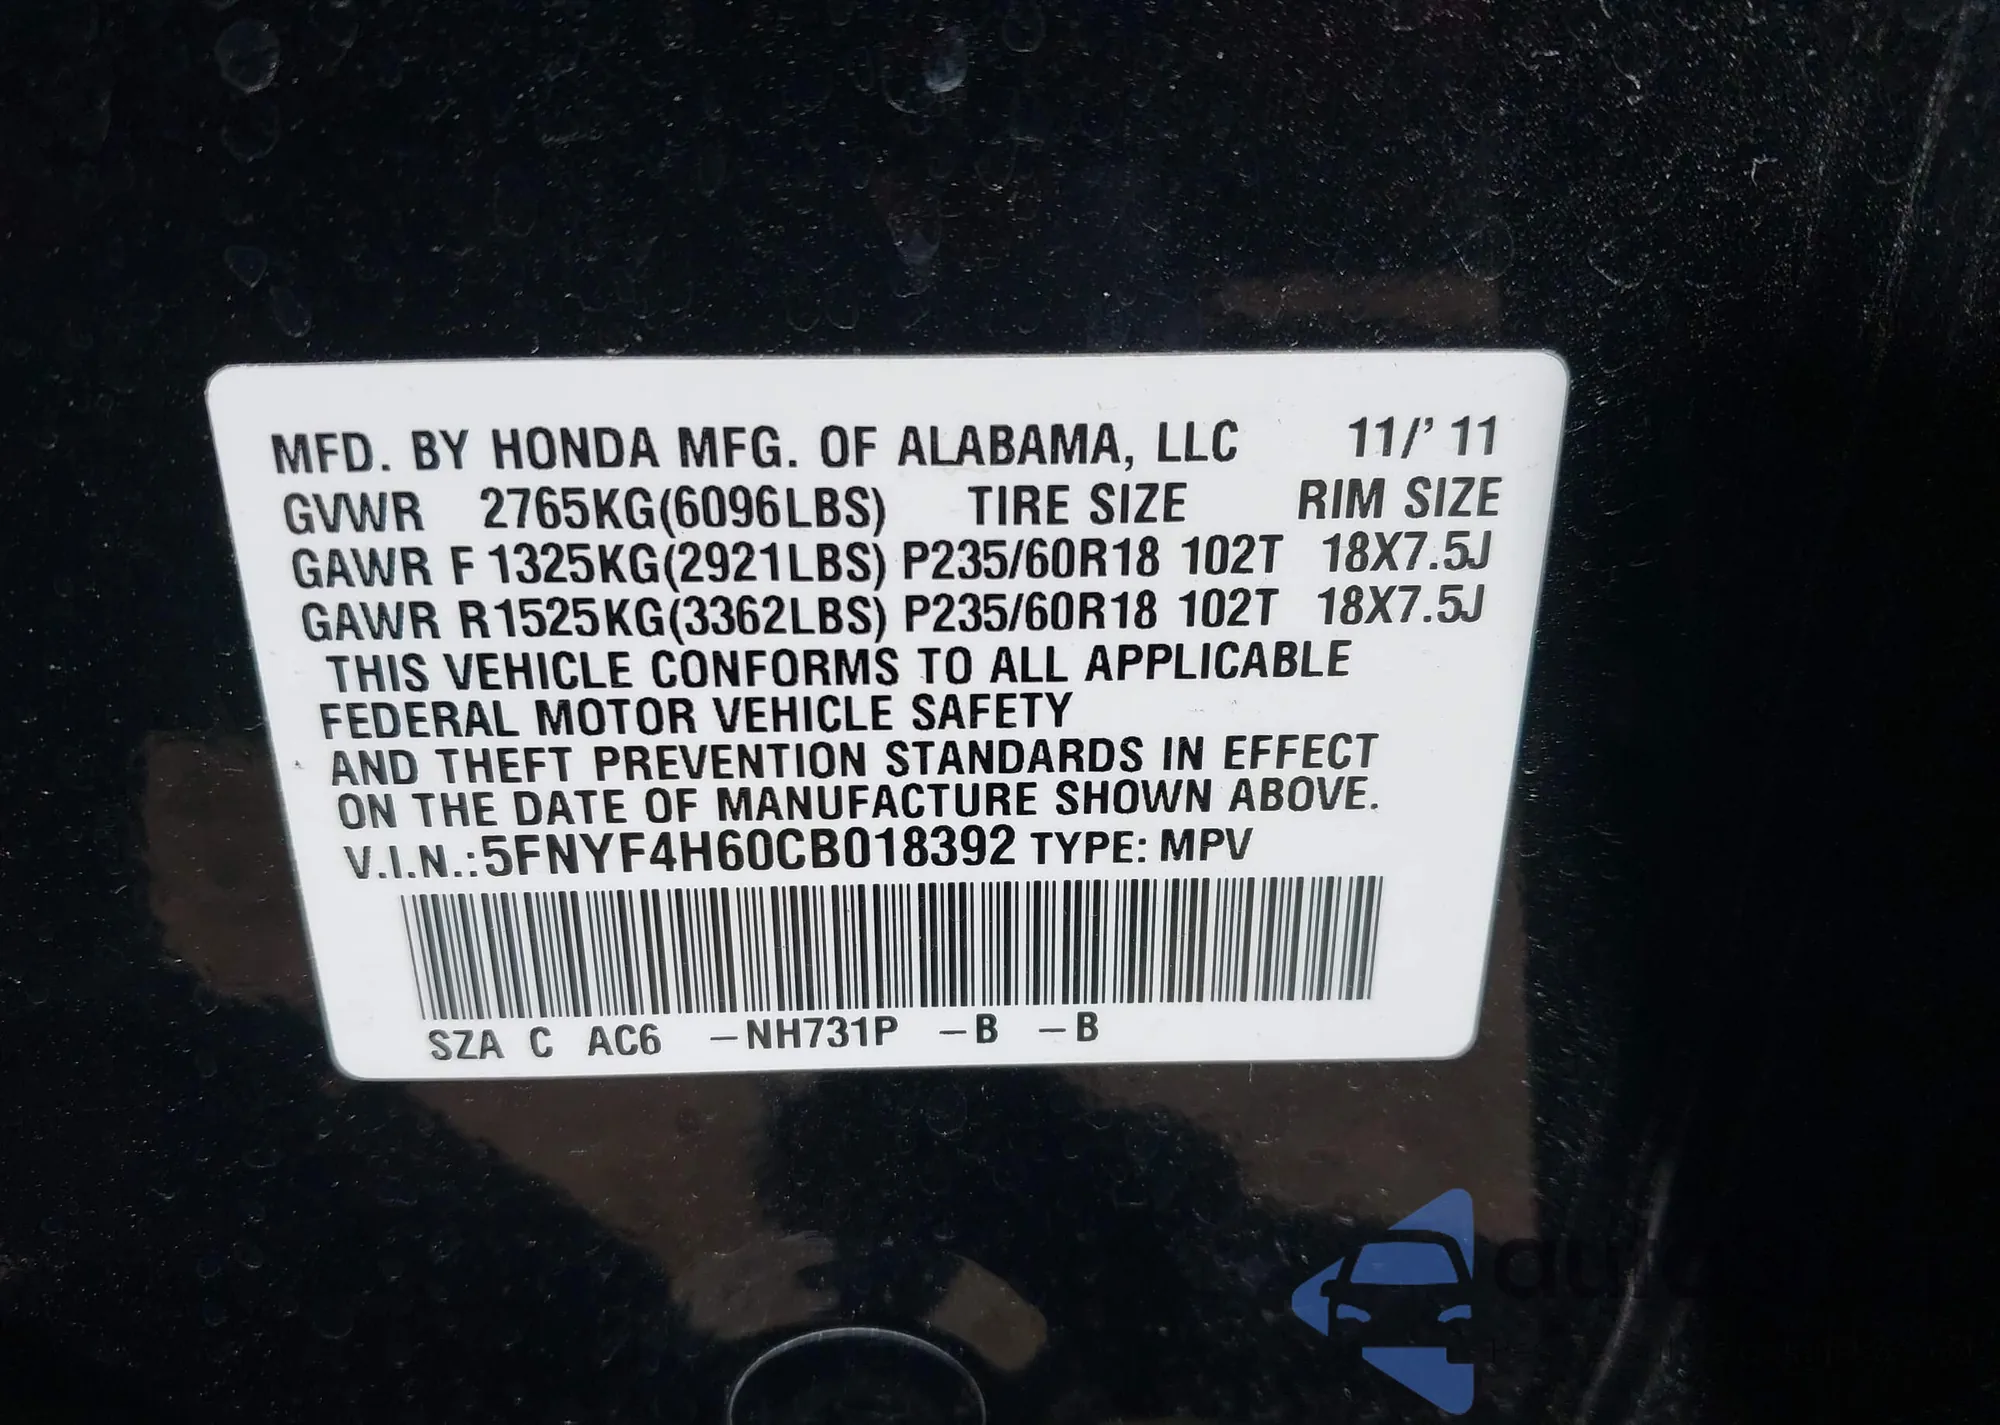 MFD. BY HONDA MFG. OF ALABAMA, LLC 11/' 11
GVWR 2765KG(6096LBS) TIRE SIZE RIM SIZE
GAWR F 1325KG(2921LBS) P235/60R18 102T 18X7.5J
GAWR R 1525KG(3362LBS) P235/60R18 102T 18X7.5J
THIS VEHICLE CONFORMS TO ALL APPLICABLE
FEDERAL MOTOR VEHICLE SAFETY
AND THEFT PREVENTION STANDARDS IN EFFECT
ON THE DATE OF MANUFACTURE SHOWN ABOVE.
V.I.N.:5FNYF4H60CB018392 TYPE: MPV
SZA C AC6 –NH731P –B –B